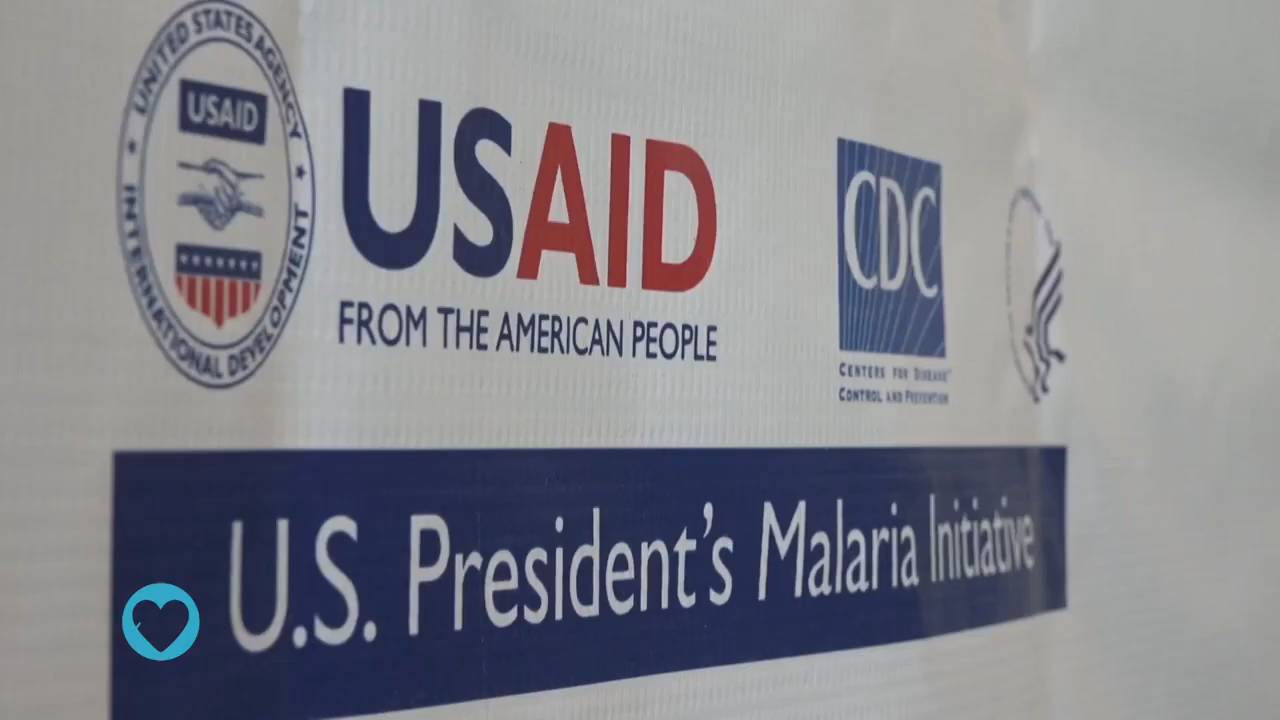 UNITED STATES AGENCY
INTERNATIONAL DEVELOPMENT
USAID
USAID
FROM THE AMERICAN PEOPLE
CDC
CENTERS FOR DISEASE™
CONTROL AND PREVENTION
U.S. President's Malaria Initiative